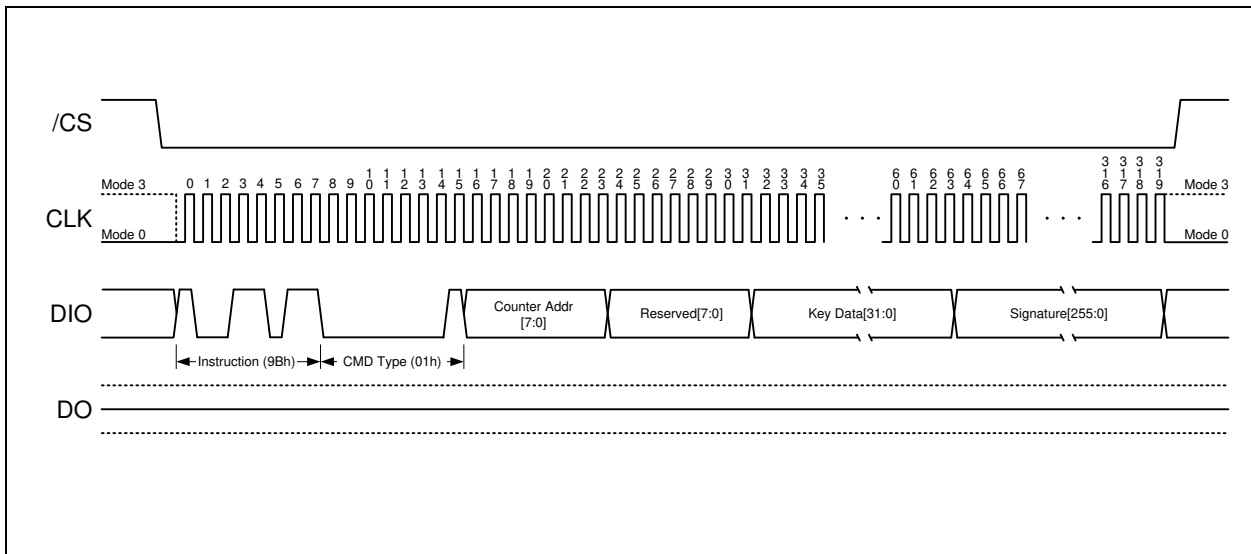 /CS
Mode 3
0 1 2 3 4 5 6 7 8 9 10 11 12 13 14 15 16 17 18 19 20 21 22 23 24 25 26 27 28 29 30 31 32 33 34 35 60 61 62 63 64 65 66 67 316 317 318 319
Mode 3
CLK
Mode 0
. . .
. . .
Mode 0
DIO
Counter Addr
[7:0]
Reserved[7:0]
Key Data[31:0]
Signature[255:0]
Instruction (9Bh)
CMD Type (01h)
DO